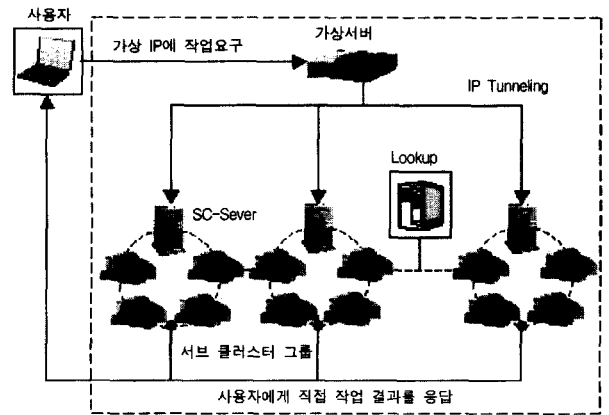 사용자
가상 IP에 작업요구
가상서버
IP Tunneling
Lookup
SC-Sever
서브 클러스터 그룹
사용자에게 직접 작업 결과를 응답